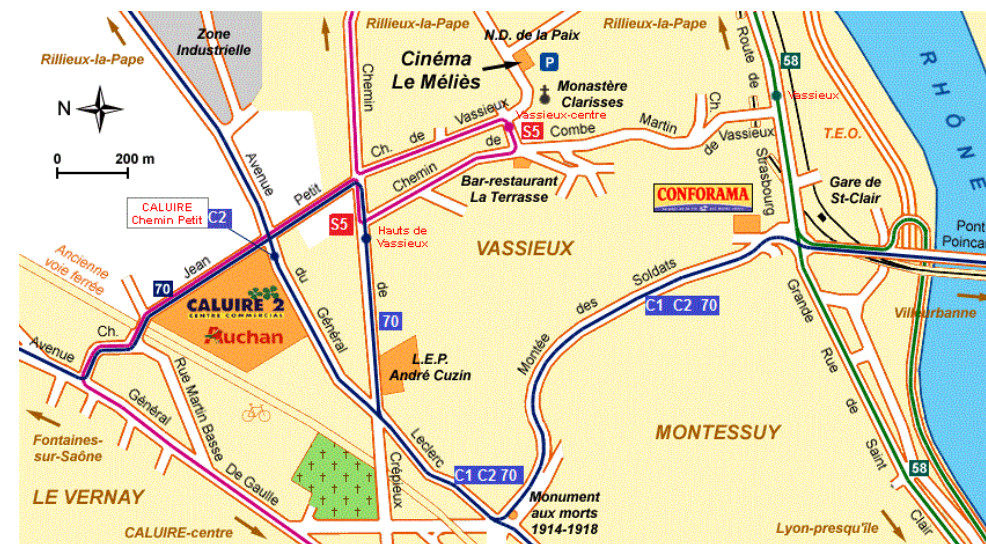 Rillieux-la-Pape
Rillieux-la-Pape
Rillieux-la-Pape
Zone
Industrielle
N.D. de la Paix
Cinéma
Le Méliès
P
Monastère
Clarisses
58
Route de
Vassieux
RHÔNE
N
0 200 m
Chemin
Ch. de Vassieux
Vassieux-centre
S5
Combe Martin
Ch. de Vassieux
T.E.O.
Avenue
Petit
Chemin de
Bar-restaurant
La Terrasse
CONFORAMA
Strasbourg
Gare de
St-Clair
CALUIRE
Chemin Petit
C2
S5
Hauts de
Vassieux
VASSIEUX
Pont
Poincaré
Ancienne
voie ferrée
Jean
70
CALUIRE 2
CENTRE COMMERCIAL
Auchan
du
Général
de
70
Montée des Soldats
C1 C2 70
Grande
Rue
de
Saint
Clair
Villeurbanne
Avenue
Ch.
Rue Martin Basse
L.E.P.
André Cuzin
Général
De Gaulle
Fontaines-
sur-Saône
Leclerc
Crépieux
MONTESSUY
C1 C2 70
58
LE VERNAY
CALUIRE-centre
Monument
aux morts
1914-1918
Lyon-presqu'île